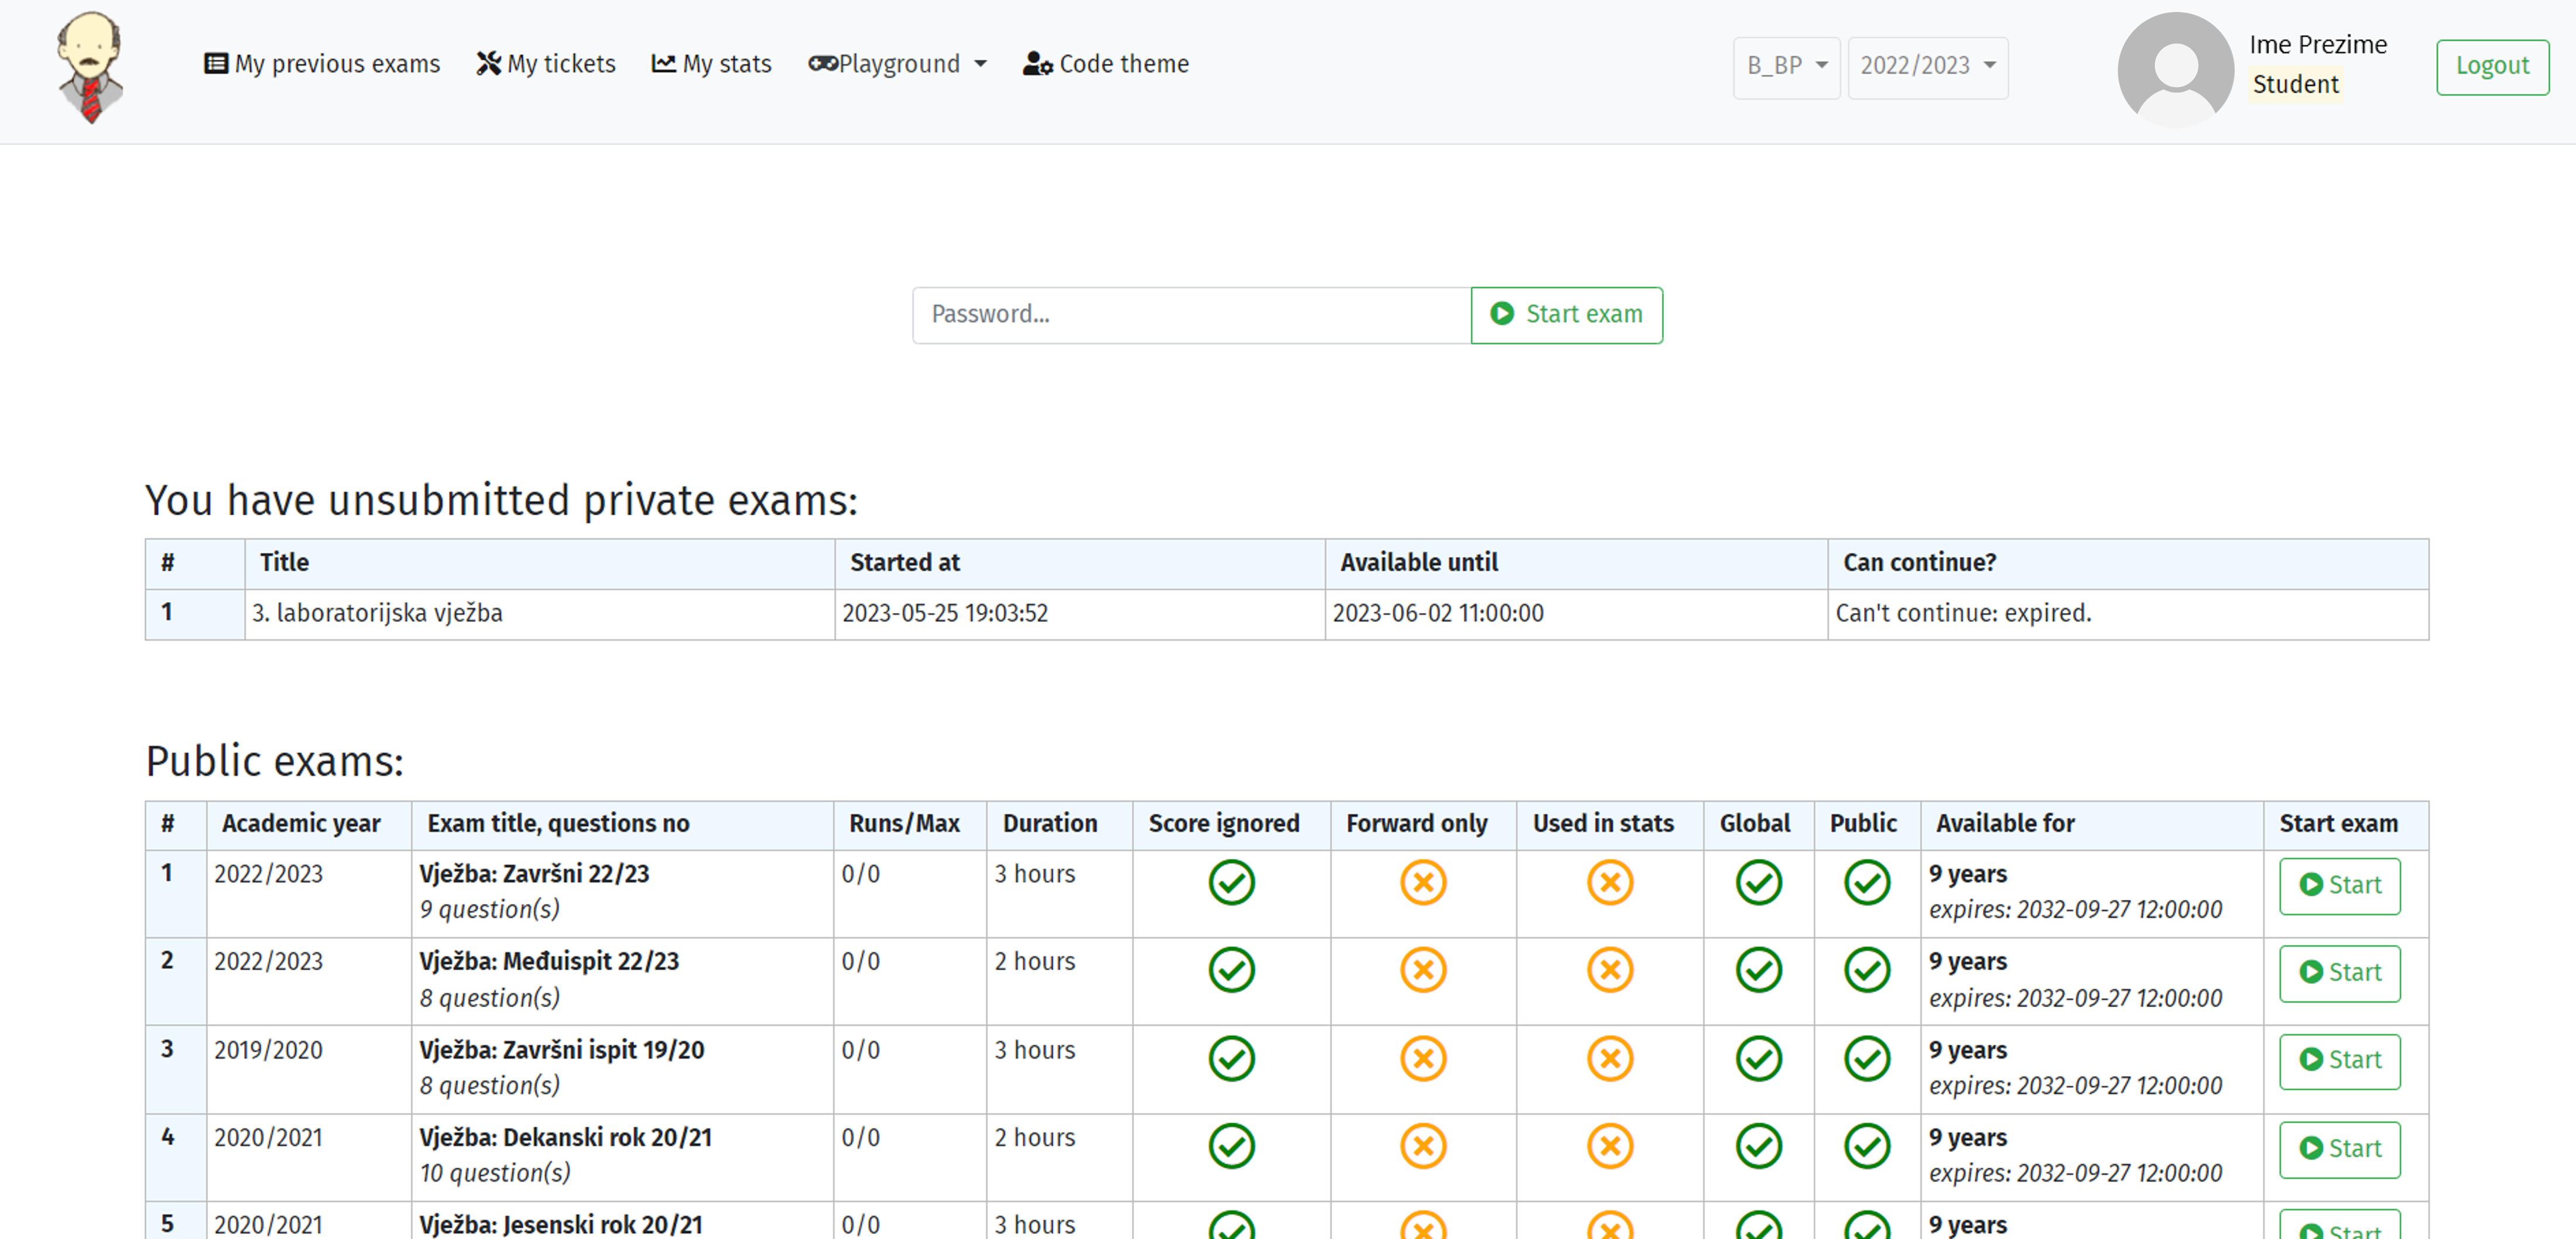 My previous exams My tickets My stats Playground Code theme B_BP 2022/2023 Ime Prezime Logout
Student
Password... Start exam
You have unsubmitted private exams:
# Title Started at Available until Can continue?
1 3. laboratorijska vježba 2023-05-25 19:03:52 2023-06-02 11:00:00 Can't continue: expired.
Public exams:
# Academic year Exam title, questions no Runs/Max Duration Score ignored Forward only Used in stats Global Public Available for Start exam
1 2022/2023 Vježba: Završni 22/23 0/0 3 hours 9 years Start
9 question(s) expires: 2032-09-27 12:00:00
2 2022/2023 Vježba: Međuispit 22/23 0/0 2 hours 9 years Start
8 question(s) expires: 2032-09-27 12:00:00
3 2019/2020 Vježba: Završni ispit 19/20 0/0 3 hours 9 years Start
8 question(s) expires: 2032-09-27 12:00:00
4 2020/2021 Vježba: Dekanski rok 20/21 0/0 2 hours 9 years Start
10 question(s) expires: 2032-09-27 12:00:00
5 2020/2021 Vježba: Jesenski rok 20/21 0/0 3 hours 9 years Start